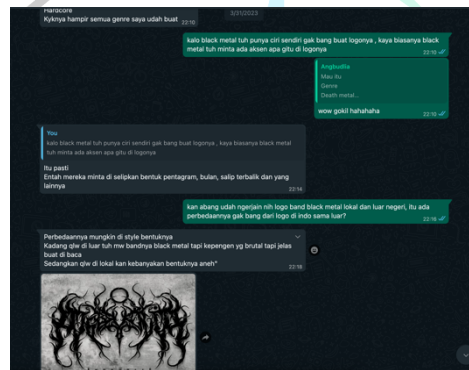 Hardcore
Kyknya hampir semua genre saya udah buat 22:10
3/31/2023
kalo black metal tuh punya ciri sendiri gak bang buat logonya , kaya biasanya black
metal tuh minta ada aksen apa gitu di logonya
22:10
Angbudiia
Mau itu
Genre
Death metal...
wow gokil hahahaha
22:10
You
kalo black metal tuh punya ciri sendiri gak bang buat logonya , kaya biasanya black metal
tuh minta ada aksen apa gitu di logonya
Itu pasti
Entah mereka minta di selipkan bentuk pentagram, bulan, salip terbalik dan yang
lainnya
22:14
kan abang udah ngerjain nih logo band black metal lokal dan luar negeri, itu ada
perbedaannya gak bang dari logo di indo sama luar?
22:16
Perbedaannya mungkin di style bentuknya
Kadang qlw di luar tuh mw bandnya black metal tapi kepengen yg brutal tapi jelas
buat di baca
Sedangkan qlw di lokal kan kebanyakan bentuknya aneh"
22:18